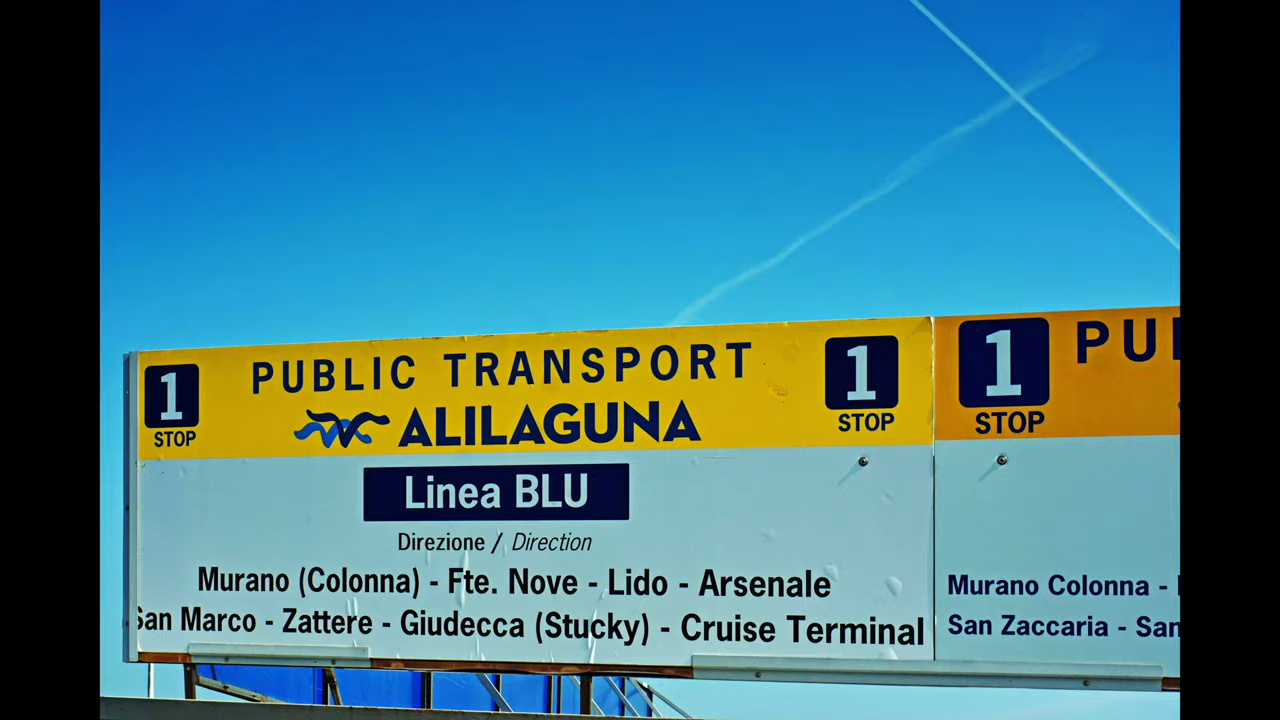 1 STOP
PUBLIC TRANSPORT
ALILAGUNA
1 STOP
Linea BLU
Direzione / Direction
Murano (Colonna) - Fte. Nove - Lido - Arsenale
San Marco - Zattere - Giudecca (Stucky) - Cruise Terminal
1 STOP
Murano Colonna -
San Zaccaria -